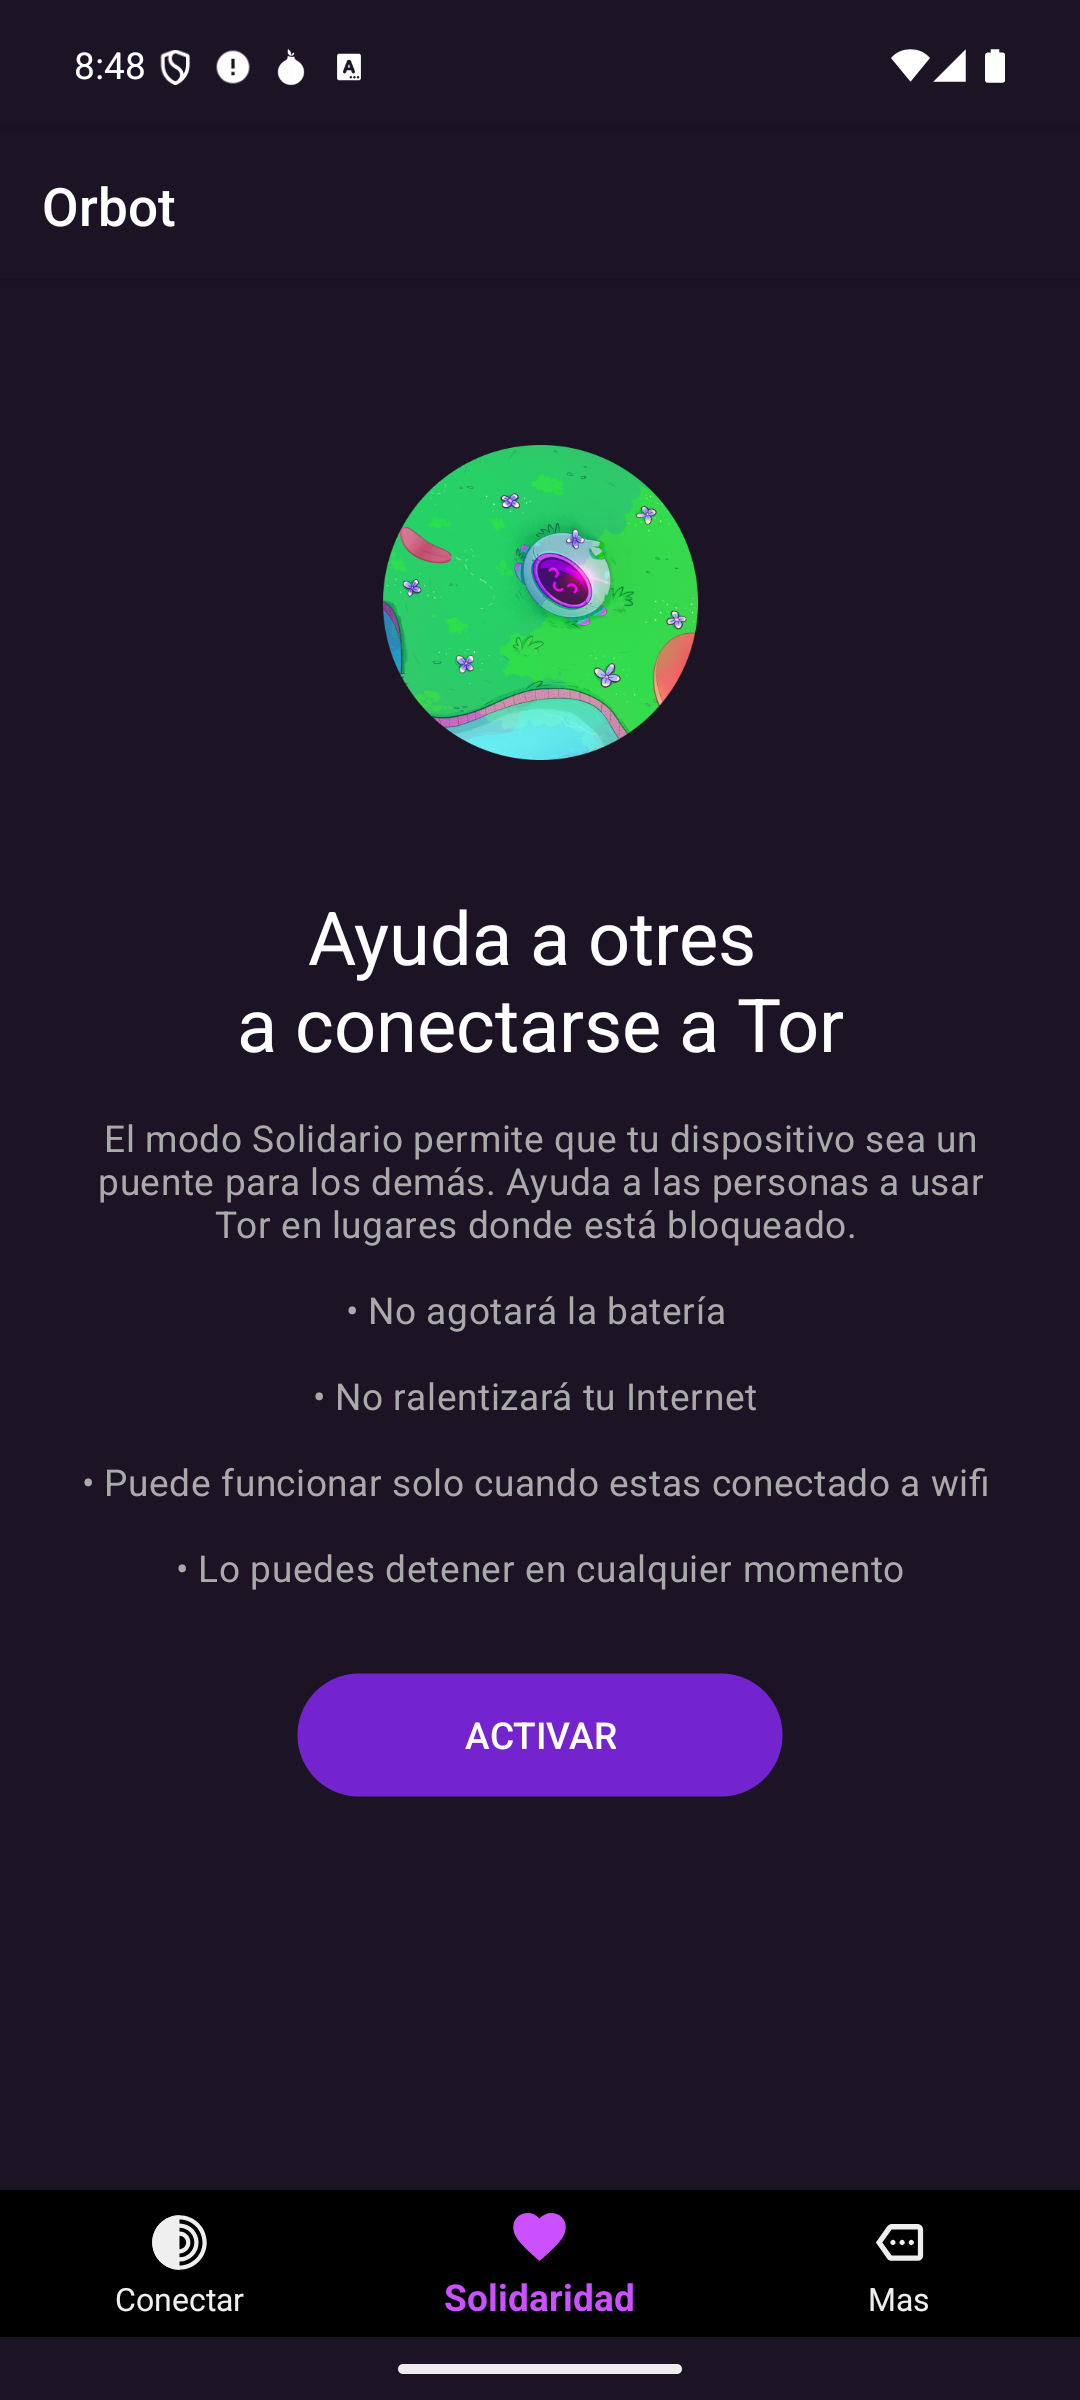 8:48
Orbot
Ayuda a otres
a conectarse a Tor
El modo Solidario permite que tu dispositivo sea un
puente para los demás. Ayuda a las personas a usar
Tor en lugares donde está bloqueado.
• No agotará la batería
• No ralentizará tu Internet
• Puede funcionar solo cuando estas conectado a wifi
• Lo puedes detener en cualquier momento
ACTIVAR
Conectar
Solidaridad
Mas